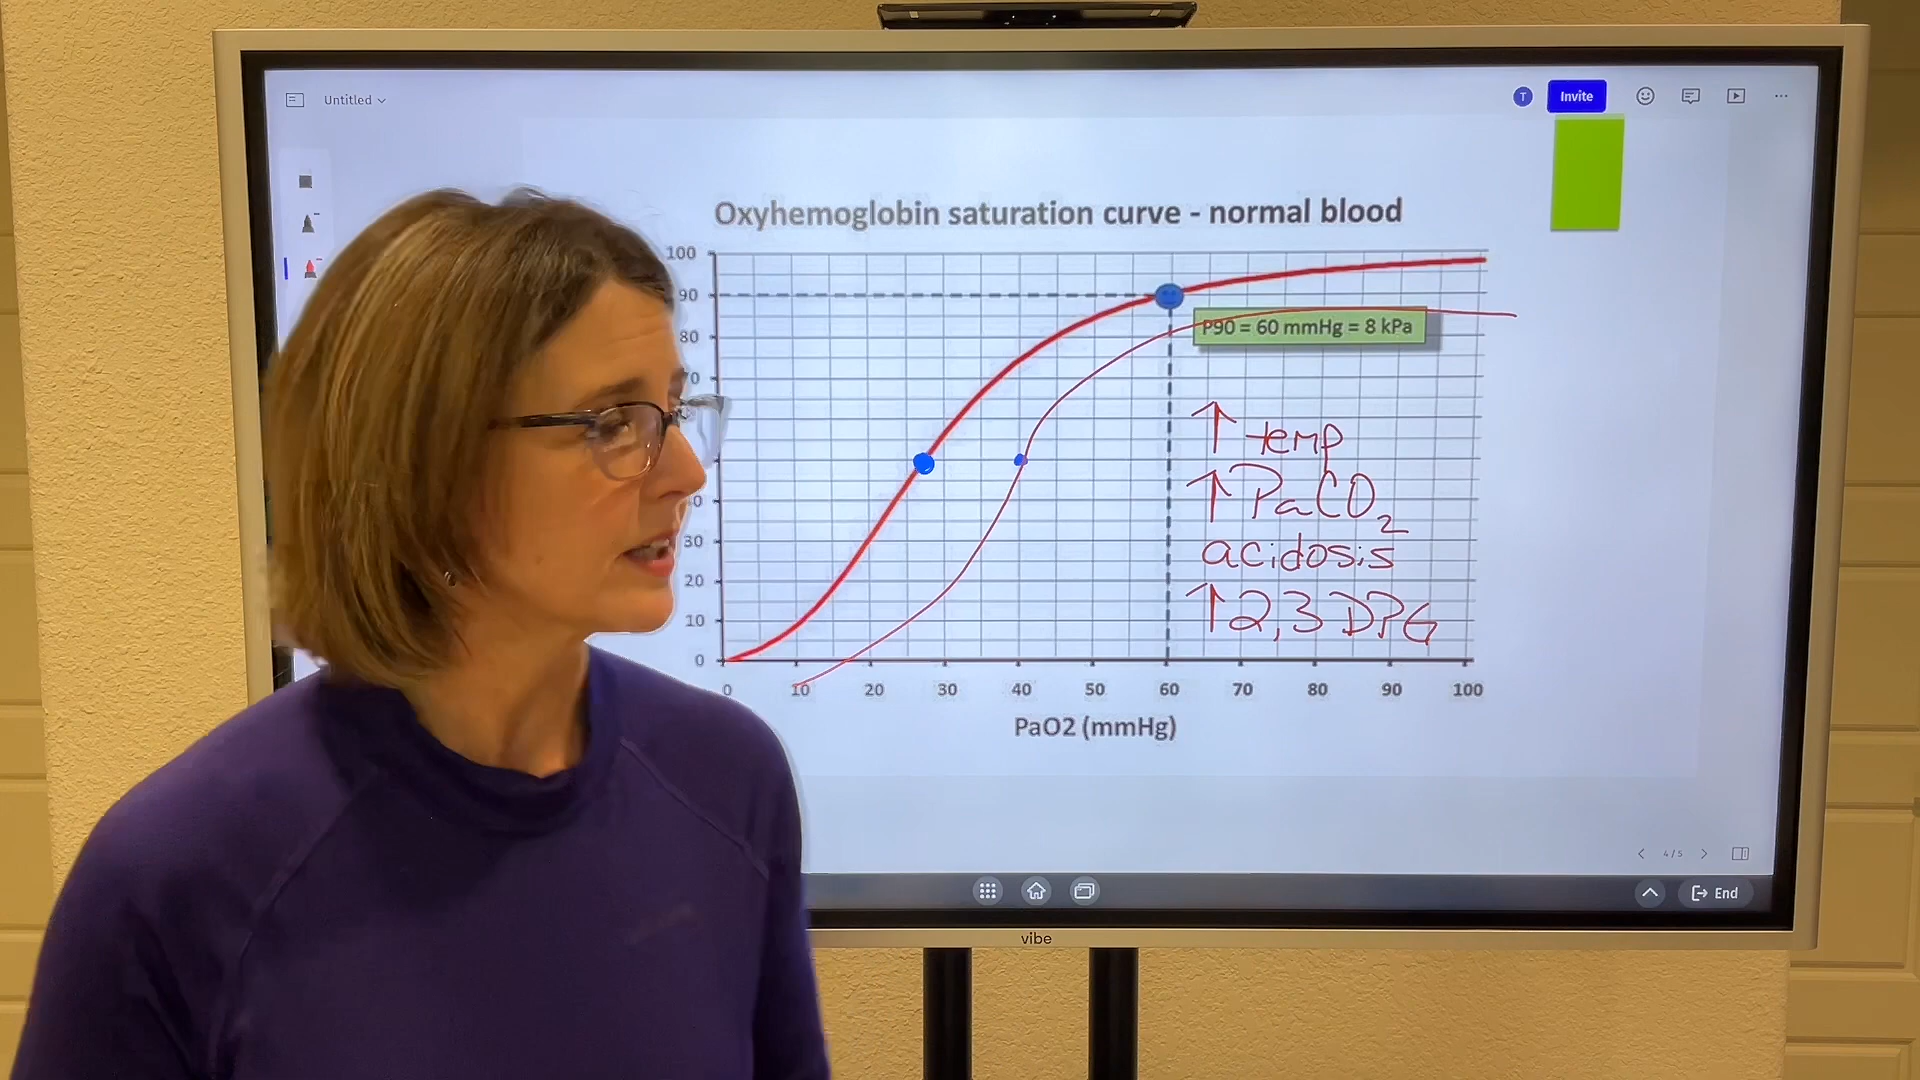 Untitled
T
Invite
Oxyhemoglobin saturation curve - normal blood
100
90
80
30
20
10
0
P90 = 60 mmHg = 8 kPa
↑ temp
↑ PaCO2
acidosis
↑ 2,3 DPG
0 10 20 30 40 50 60 70 80 90 100
PaO2 (mmHg)
4/5
End
vibe